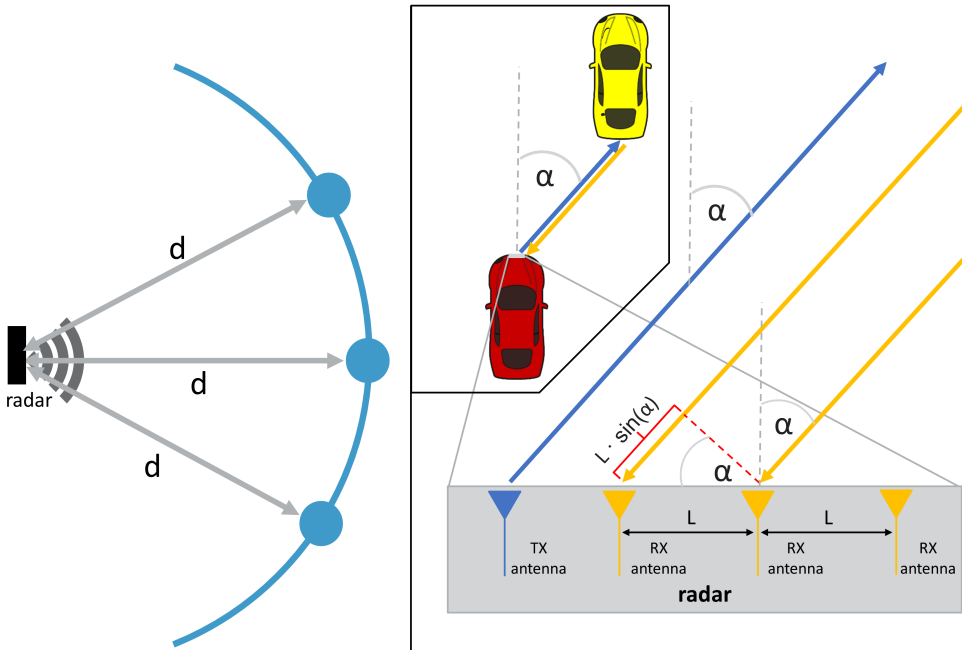 d
d
d
radar
α
α
α
α
L · sin(α)
L
L
TX
antenna
RX
antenna
RX
antenna
RX
antenna
radar